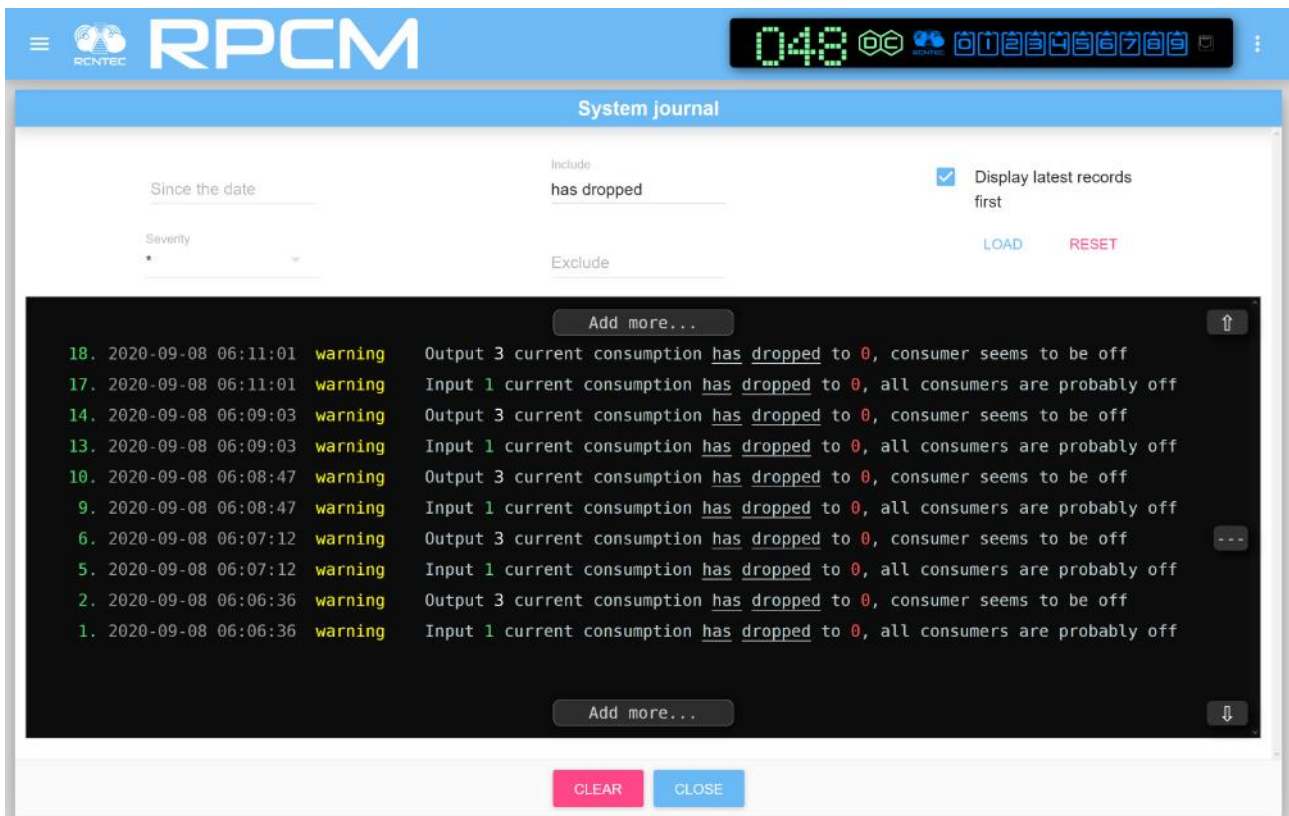 RCNTEC RPCM 048 DC RCNTEC 0 1 2 3 4 5 6 7 8 9
System journal
Since the date
Include
has dropped
Display latest records
first
Severity
*
Exclude
LOAD RESET
Add more...
18. 2020-09-08 06:11:01 warning Output 3 current consumption has dropped to 0, consumer seems to be off
17. 2020-09-08 06:11:01 warning Input 1 current consumption has dropped to 0, all consumers are probably off
14. 2020-09-08 06:09:03 warning Output 3 current consumption has dropped to 0, consumer seems to be off
13. 2020-09-08 06:09:03 warning Input 1 current consumption has dropped to 0, all consumers are probably off
10. 2020-09-08 06:08:47 warning Output 3 current consumption has dropped to 0, consumer seems to be off
9. 2020-09-08 06:08:47 warning Input 1 current consumption has dropped to 0, all consumers are probably off
6. 2020-09-08 06:07:12 warning Output 3 current consumption has dropped to 0, consumer seems to be off
---
5. 2020-09-08 06:07:12 warning Input 1 current consumption has dropped to 0, all consumers are probably off
2. 2020-09-08 06:06:36 warning Output 3 current consumption has dropped to 0, consumer seems to be off
1. 2020-09-08 06:06:36 warning Input 1 current consumption has dropped to 0, all consumers are probably off
Add more...
CLEAR CLOSE